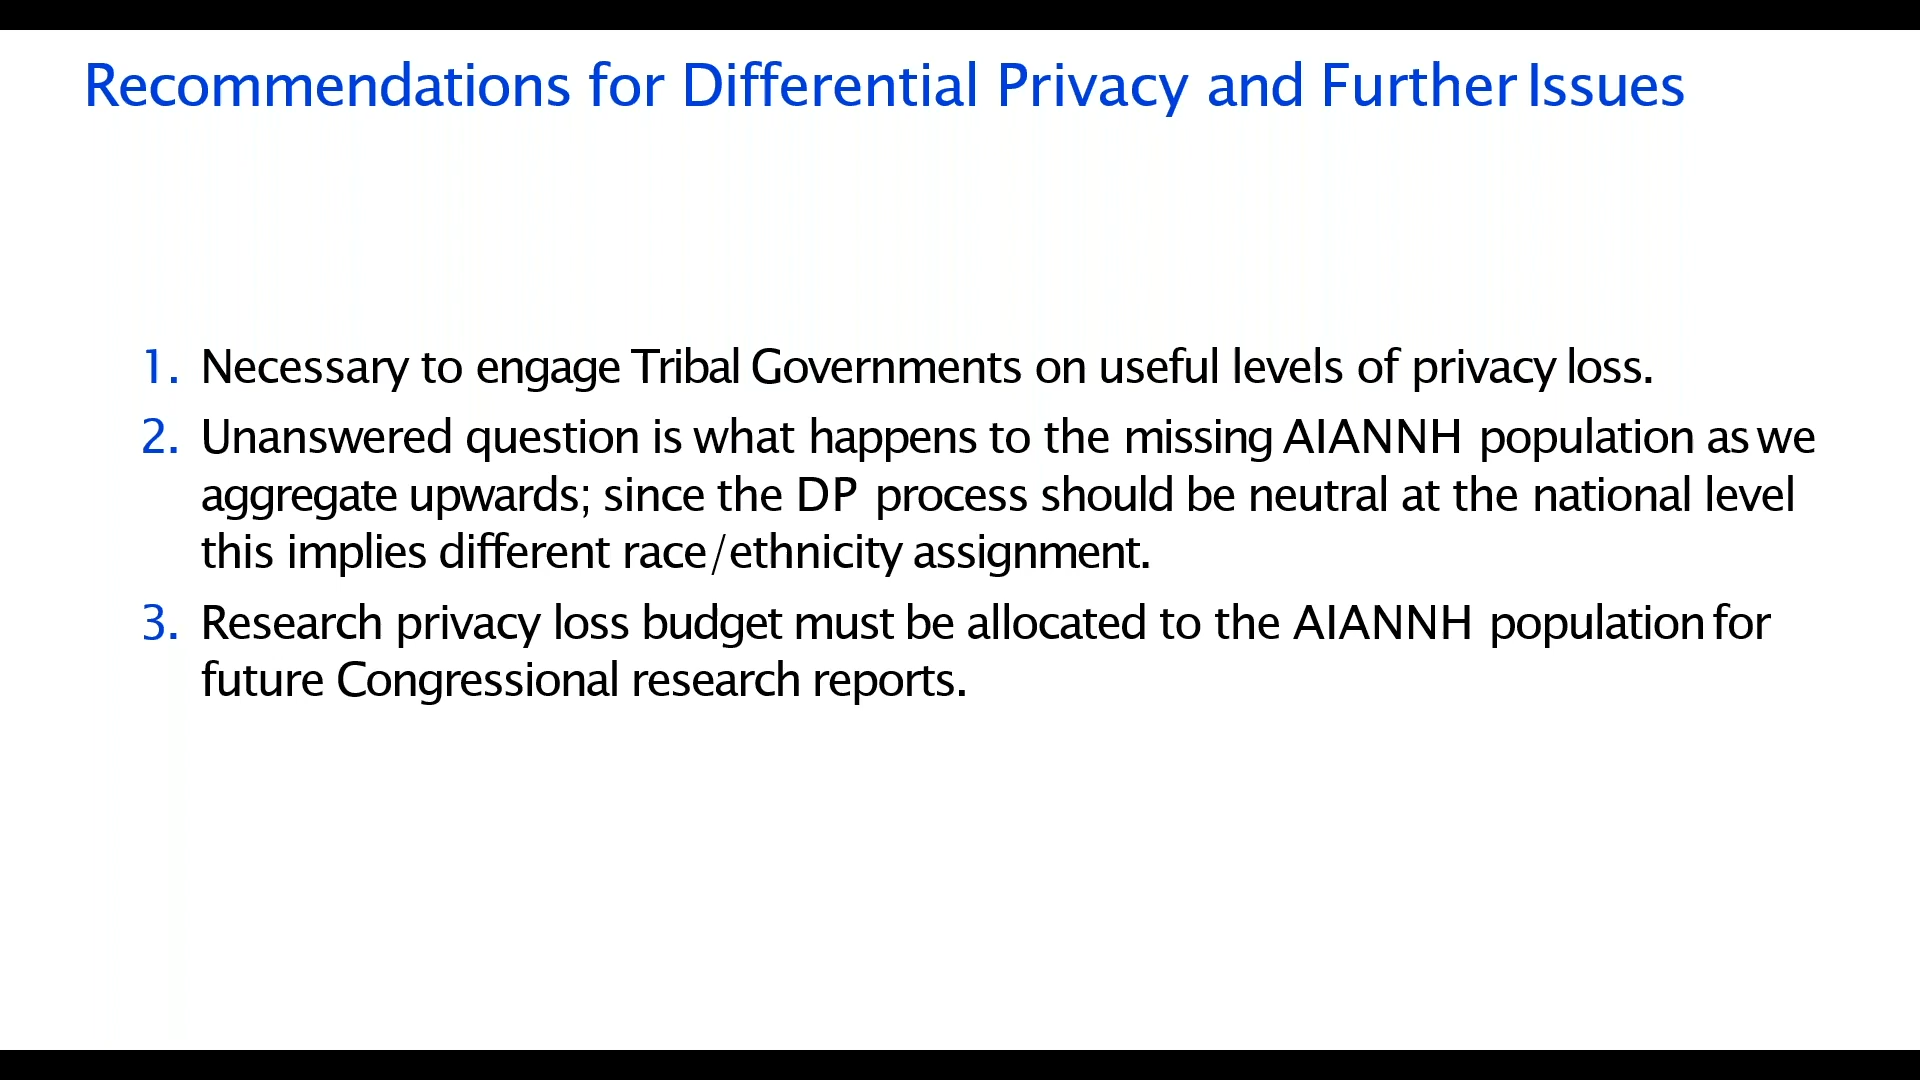 Recommendations for Differential Privacy and Further Issues
1. Necessary to engage Tribal Governments on useful levels of privacy loss.
2. Unanswered question is what happens to the missing AIANNH population as we
aggregate upwards; since the DP process should be neutral at the national level
this implies different race/ethnicity assignment.
3. Research privacy loss budget must be allocated to the AIANNH population for
future Congressional research reports.